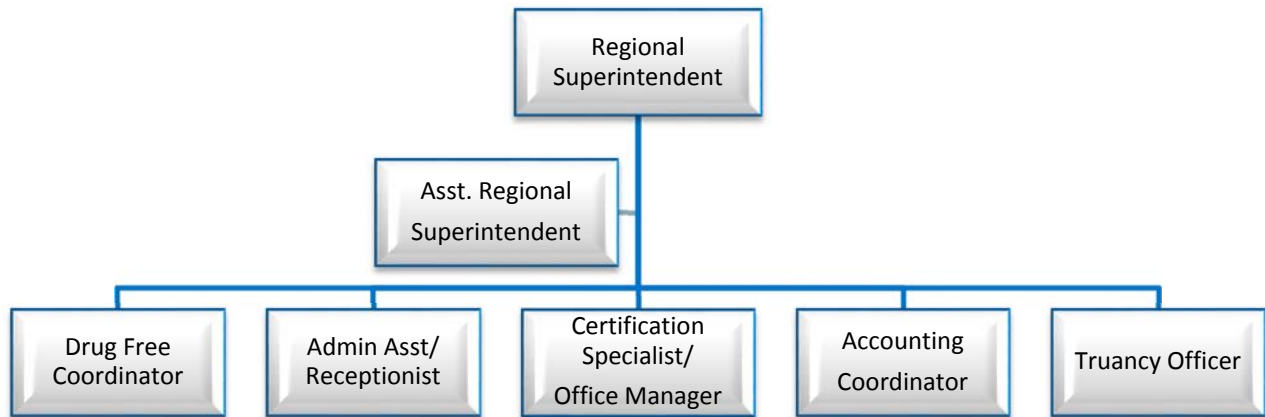 Regional
Superintendent
Asst. Regional
Superintendent
Drug Free
Coordinator
Admin Asst/
Receptionist
Certification
Specialist/
Office Manager
Accounting
Coordinator
Truancy Officer